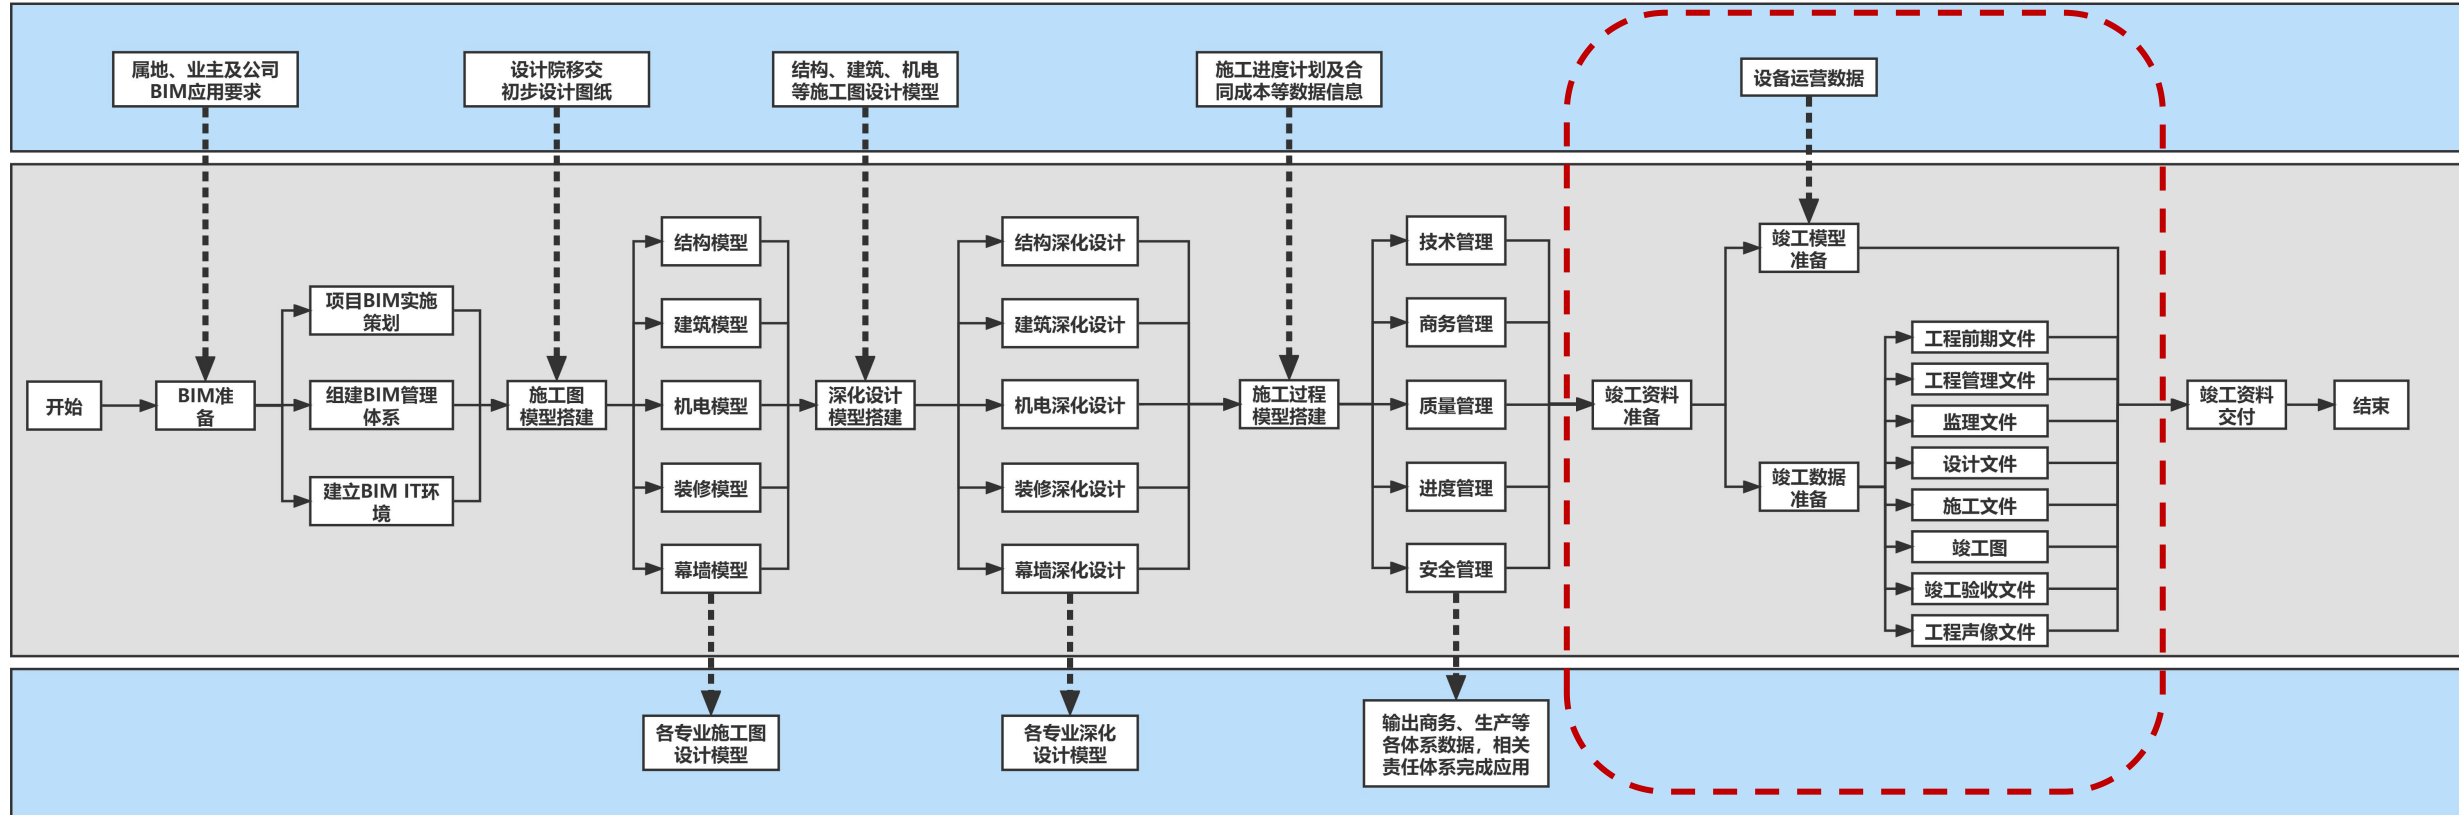 属地、业主及公司
BIM应用要求
设计院移交
初步设计图纸
结构、建筑、机电
等施工图设计模型
施工进度计划及合
同成本等数据信息
设备运营数据
开始
BIM准
备
项目BIM实施
策划
组建BIM管理
体系
建立BIM IT环
境
施工图
模型搭建
结构模型
建筑模型
机电模型
装修模型
幕墙模型
深化设计
模型搭建
结构深化设计
建筑深化设计
机电深化设计
装修深化设计
幕墙深化设计
施工过程
模型搭建
技术管理
商务管理
质量管理
进度管理
安全管理
竣工资料
准备
竣工模型
准备
竣工数据
准备
工程前期文件
工程管理文件
监理文件
设计文件
施工文件
竣工图
竣工验收文件
工程声像文件
竣工资料
交付
结束
各专业施工图
设计模型
各专业深化
设计模型
输出商务、生产等
各体系数据，相关
责任体系完成应用